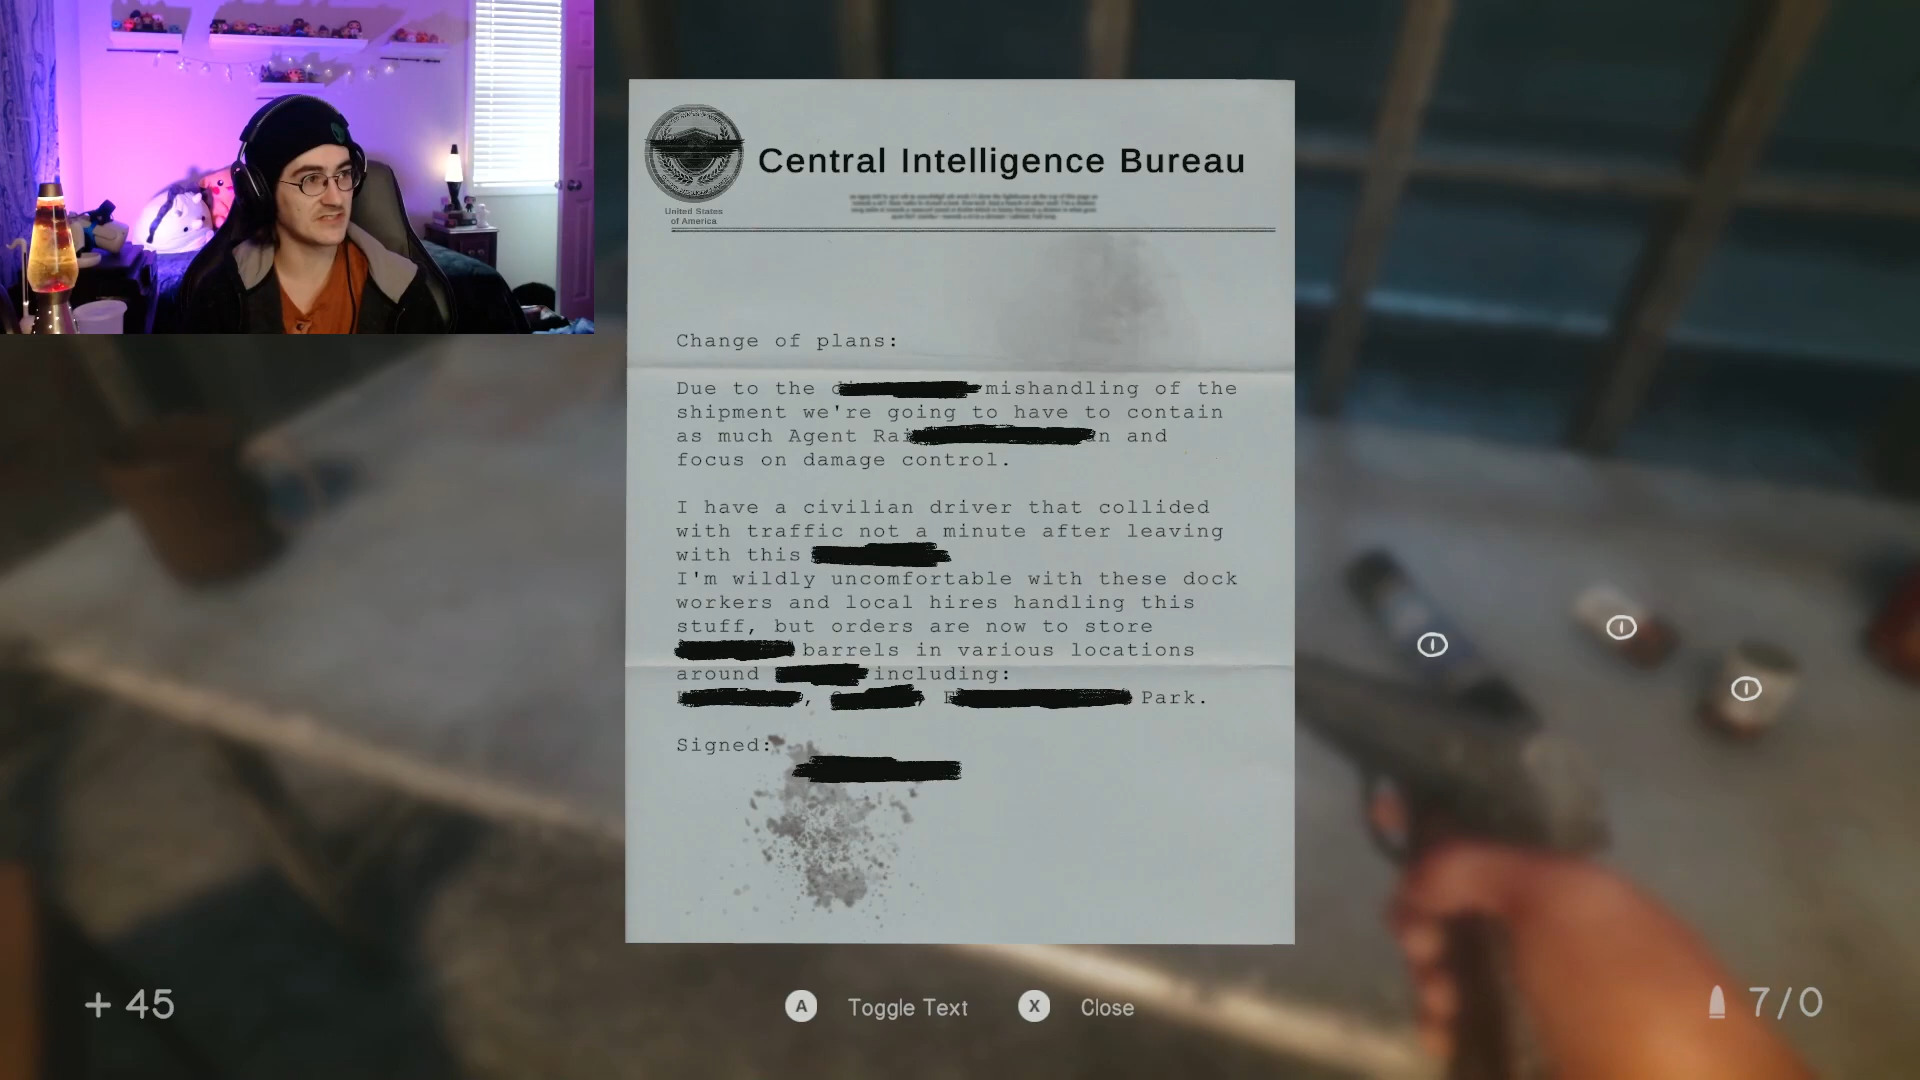 United States
of America
Central Intelligence Bureau
Change of plans:
Due to the mishandling of the
shipment we're going to have to contain
as much Agent and
focus on damage control.
I have a civilian driver that collided
with traffic not a minute after leaving
with this
I'm wildly uncomfortable with these dock
workers and local hires handling this
stuff, but orders are now to store
barrels in various locations
around including:
, , Park.
Signed:
+ 45
A Toggle Text X Close
7/0